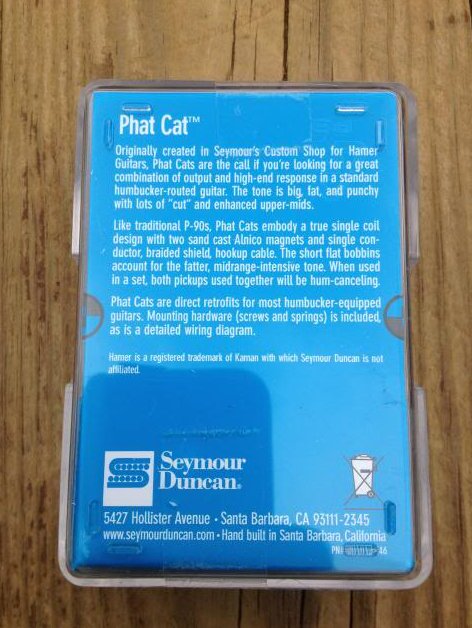 Phat Cat™
Originally created in Seymour's Custom Shop for Hamer
Guitars, Phat Cats are the call if you're looking for a great
combination of output and high-end response in a standard
humbucker-routed guitar. The tone is big, fat, and punchy
with lots of "cut" and enhanced upper-mids.
Like traditional P-90s, Phat Cats embody a true single coil
design with two sand cast Alnico magnets and single con-
ductor, braided shield, hookup cable. The short flat bobbins
account for the fatter, midrange-intensive tone. When used
in a set, both pickups used together will be hum-canceling.
Phat Cats are direct retrofits for most humbucker-equipped
guitars. Mounting hardware (screws and springs) is included,
as is a detailed wiring diagram.
Hamer is a registered trademark of Kaman with which Seymour Duncan is not
affiliated.
Seymour
Duncan®
5427 Hollister Avenue • Santa Barbara, CA 93111-2345
www.seymourduncan.com • Hand built in Santa Barbara, California